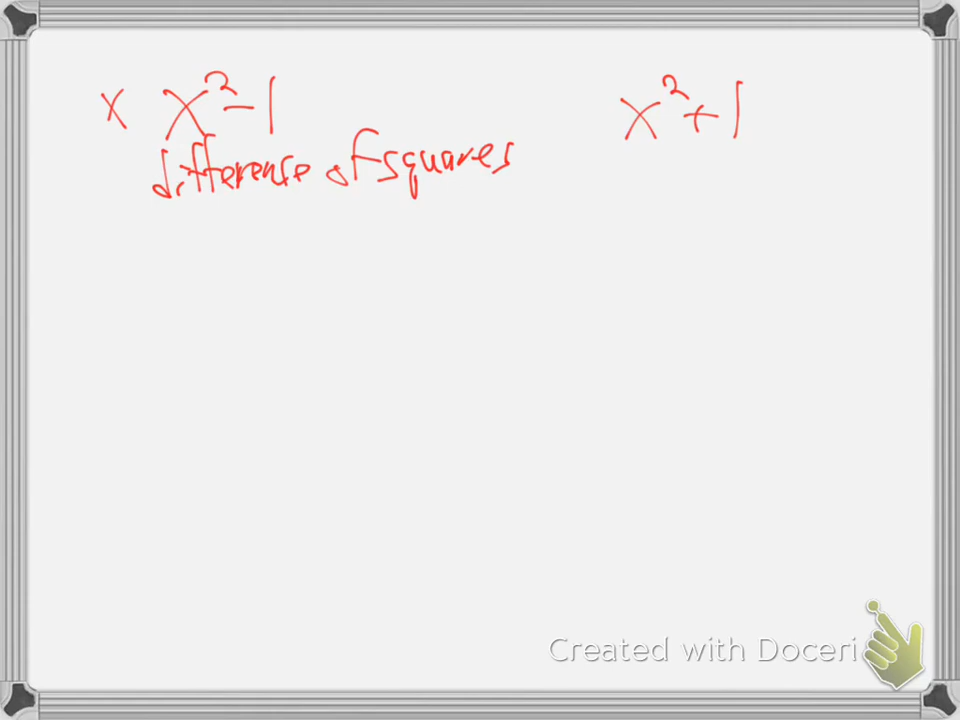 x x²-1 x²+1
difference of squares
Created with Doceri